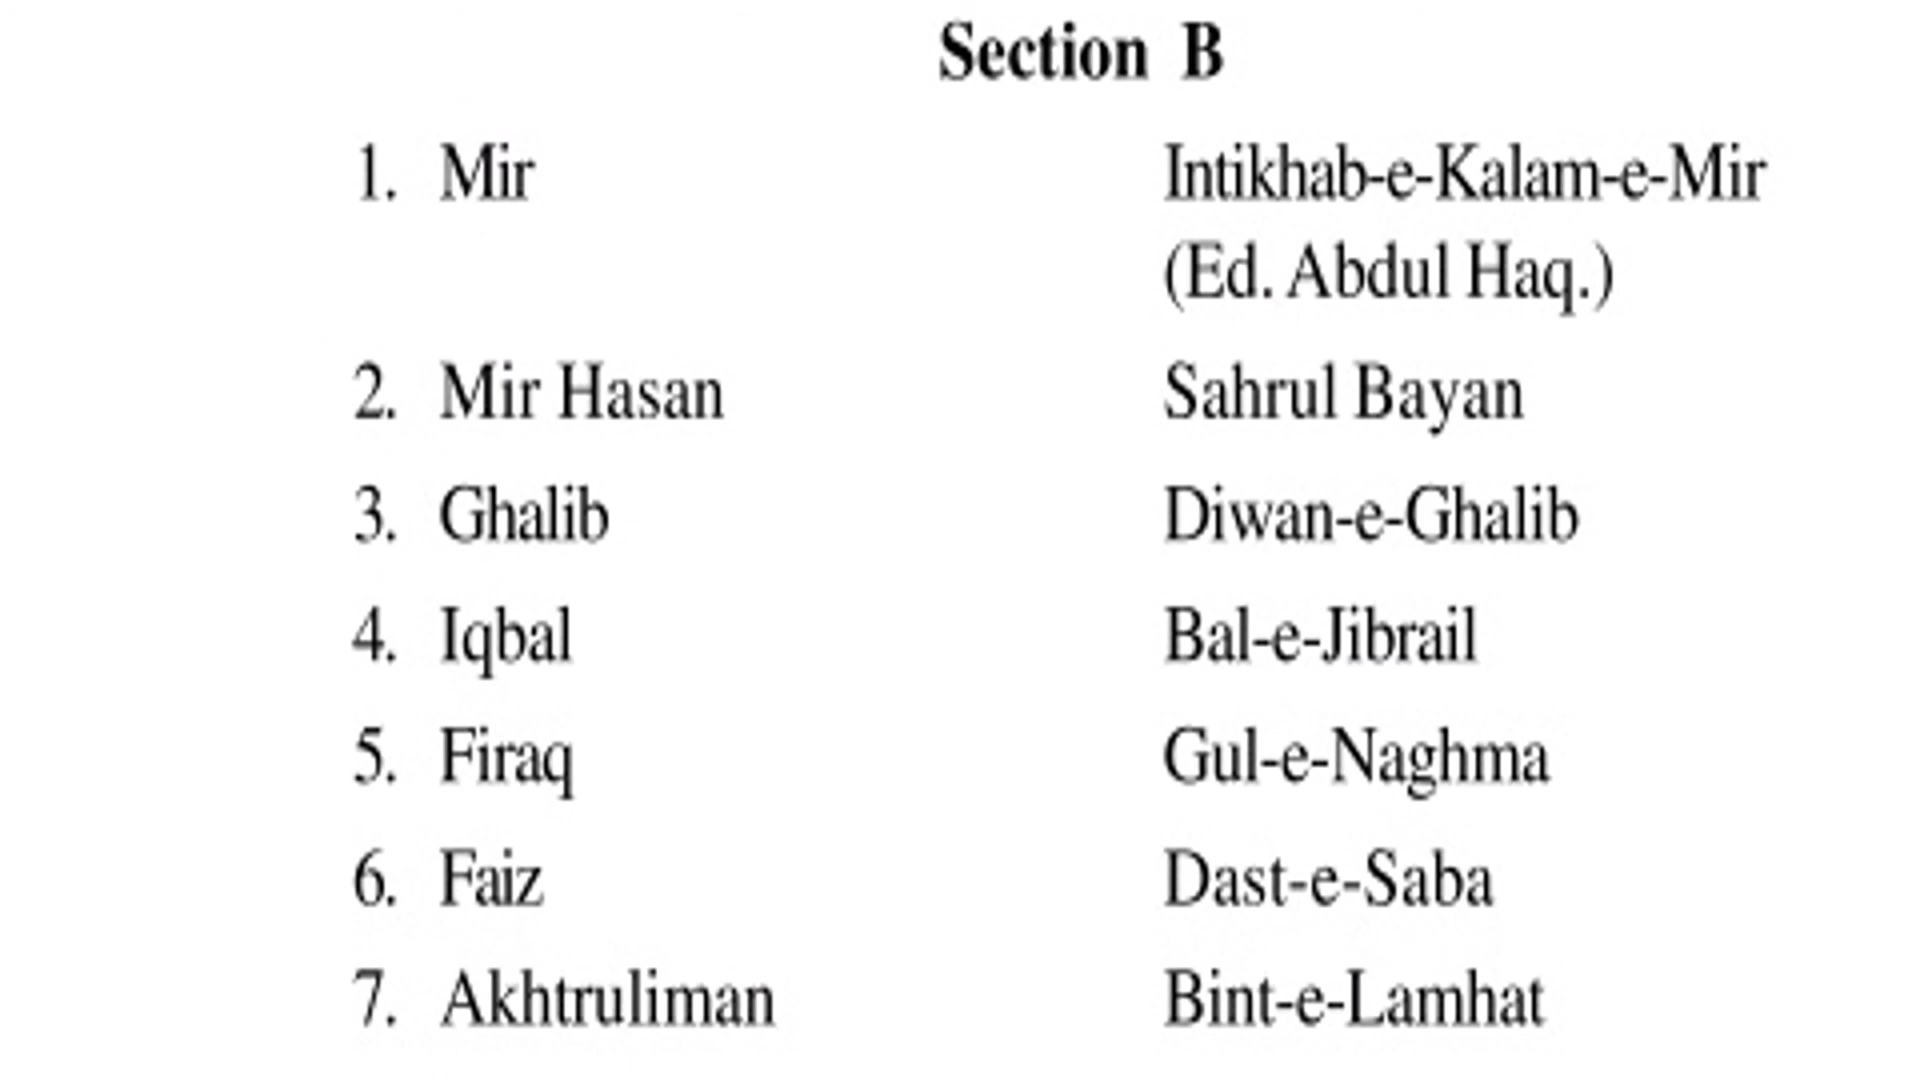 Section B
1. Mir Intikhab-e-Kalam-e-Mir
(Ed. Abdul Haq.)
2. Mir Hasan Sahrul Bayan
3. Ghalib Diwan-e-Ghalib
4. Iqbal Bal-e-Jibrail
5. Firaq Gul-e-Naghma
6. Faiz Dast-e-Saba
7. Akhtruliman Bint-e-Lamhat